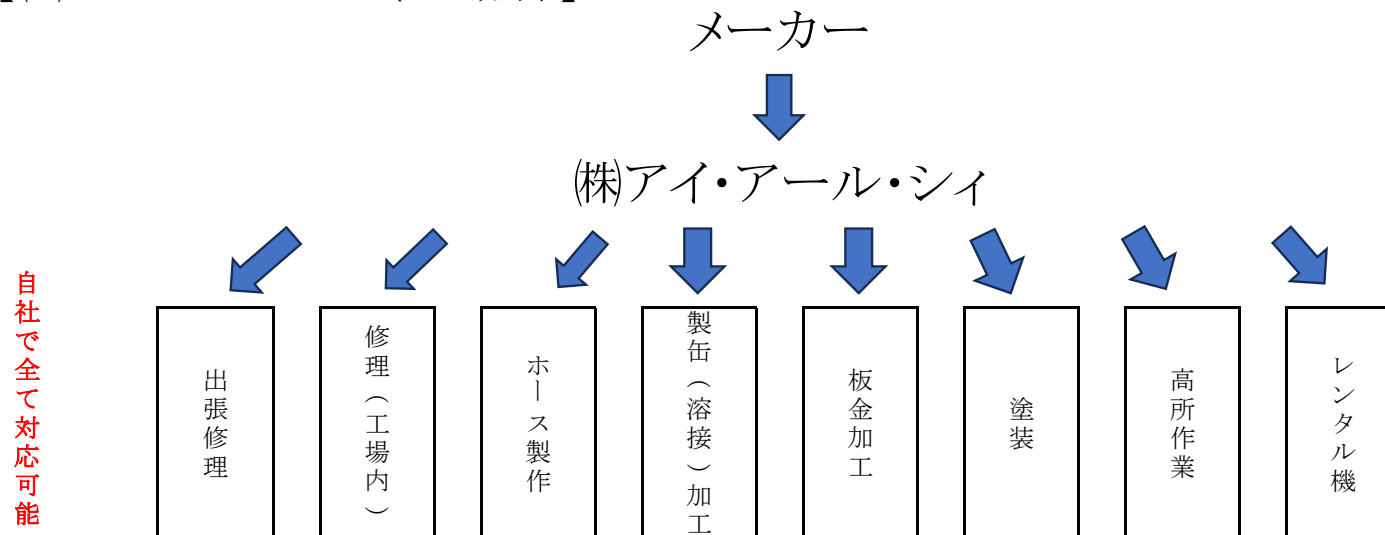 メーカー
㈱アイ・アール・シィ
自社で全て対応可能
出張修理
修理（工場内）
ホース製作
製缶（溶接）加工
板金加工
塗装
高所作業
レンタル機